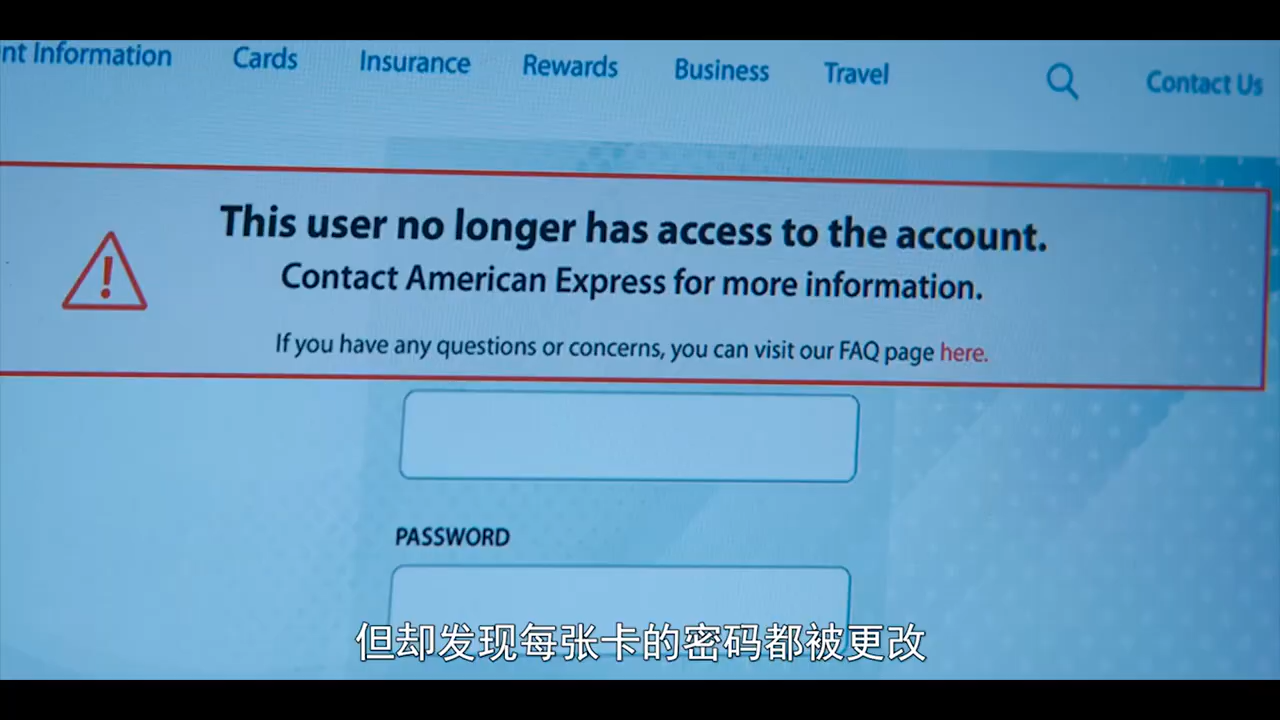 nt Information Cards Insurance Rewards Business Travel Contact Us
This user no longer has access to the account.
Contact American Express for more information.
If you have any questions or concerns, you can visit our FAQ page here.
PASSWORD
但却发现每张卡的密码都被更改